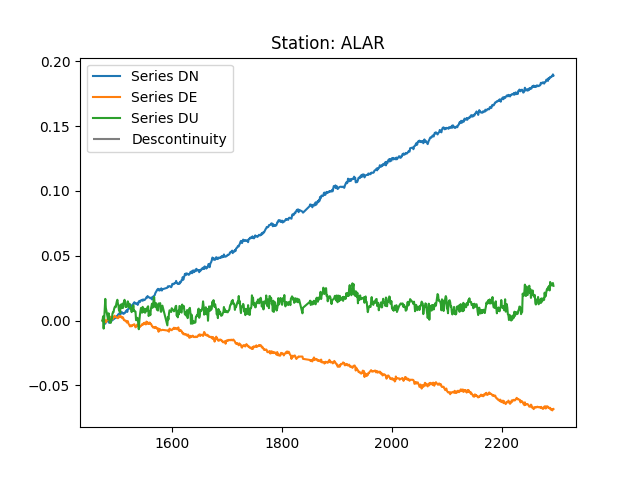 Station: ALAR
Series DN
Series DE
Series DU
Descontinuity
0.20
0.15
0.10
0.05
0.00
−0.05
1600 1800 2000 2200